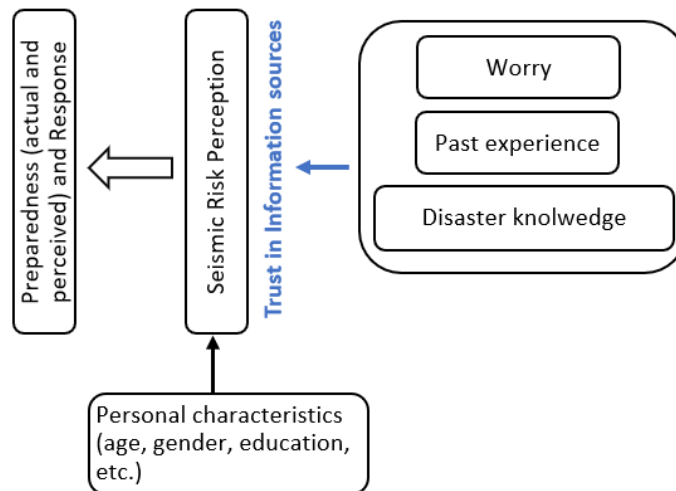 Preparedness (actual and
perceived) and Response
Seismic Risk Perception
Trust in Information sources
Worry
Past experience
Disaster knolwedge
Personal characteristics
(age, gender, education,
etc.)